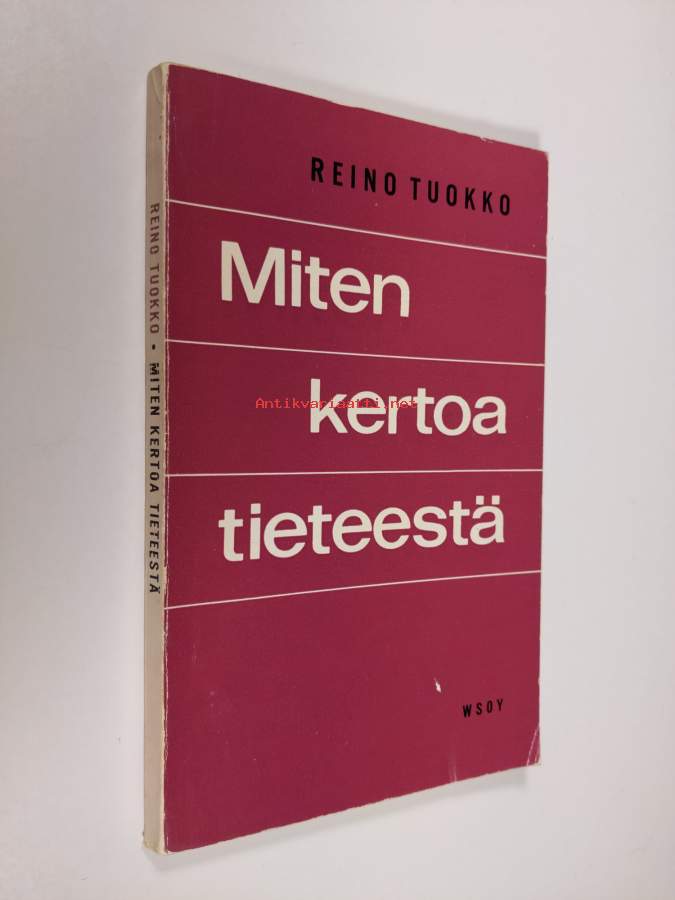 REINO TUOKKO
Miten
kertoa
tieteestä
WSOY
REINO TUOKKO • MITEN KERTOA TIETEESTÄ
Antikvariaatti.net